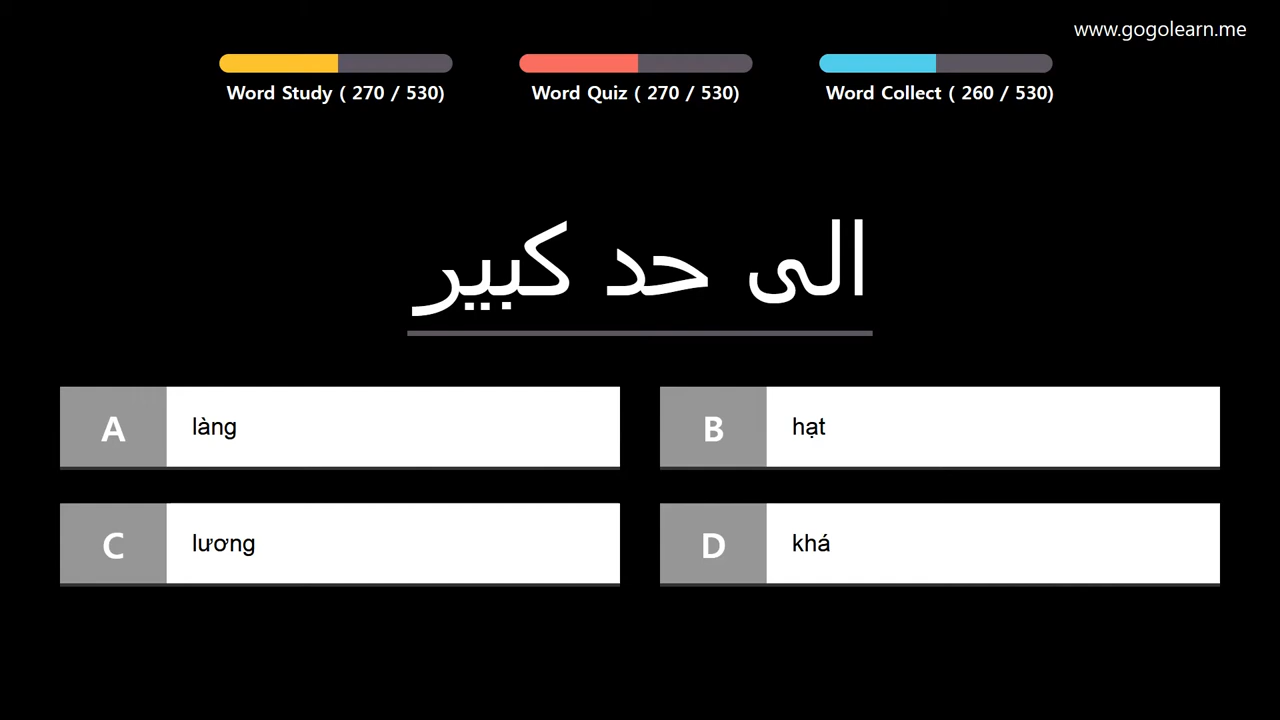 www.gogolearn.me
Word Study ( 270 / 530)
Word Quiz ( 270 / 530)
Word Collect ( 260 / 530)
الى حد كبير
A làng
B hạt
C lương
D khá